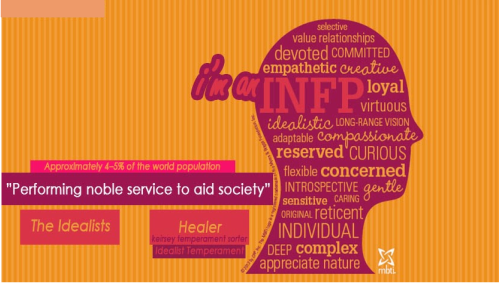 selective
value relationships
devoted COMMITTED
empathetic creative
i'm an INFP loyal
virtuous
idealistic LONG-RANGE VISION
adaptable compassionate
reserved CURIOUS
flexible concerned
INTROSPECTIVE gentle
sensitive CARING
ORIGINAL reticent
INDIVIDUAL
DEEP complex
appreciate nature
mbti.
Approximately 4-5% of the world population
"Performing noble service to aid society"
The Idealists
Healer
keirsey temperament sorter
Idealist Temperament